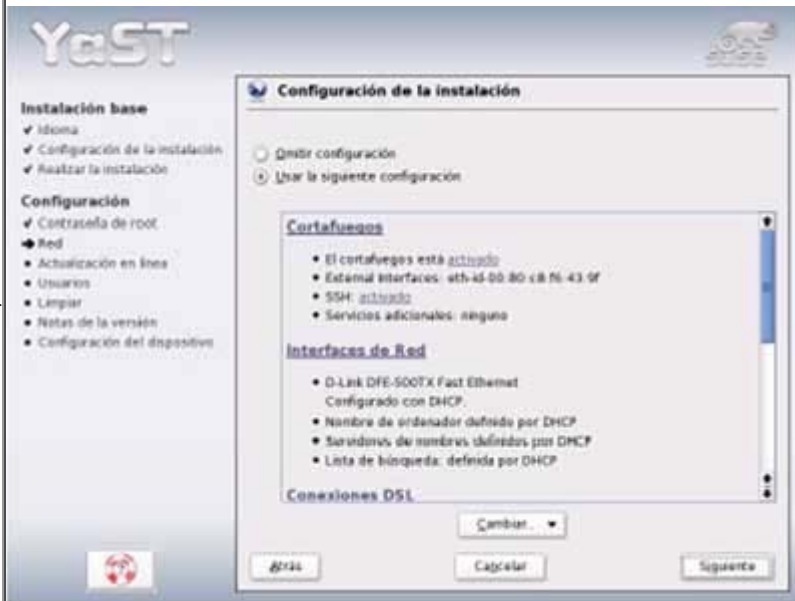 YaST
SUSE
Instalación base
Idioma
Configuración de la instalación
Realizar la instalación
Configuración
Contraseña de root
Red
Actualización en línea
Usuarios
Limpiar
Notas de la versión
Configuración del dispositivo
Configuración de la instalación
Omitir configuración
Usar la siguiente configuración
Cortafuegos
El cortafuegos está activado
External Interfaces: eth-id-00:80:c8:f6:43:9f
SSH: activado
Servicios adicionales: ninguno
Interfaces de Red
D-Link DFE-500TX Fast Ethernet
Configurado con DHCP.
Nombre de ordenador definido por DHCP
Servidores de nombres definidos por DHCP
Lista de búsqueda: definida por DHCP
Conexiones DSL
Cambiar...
Atrás
Cancelar
Siguiente